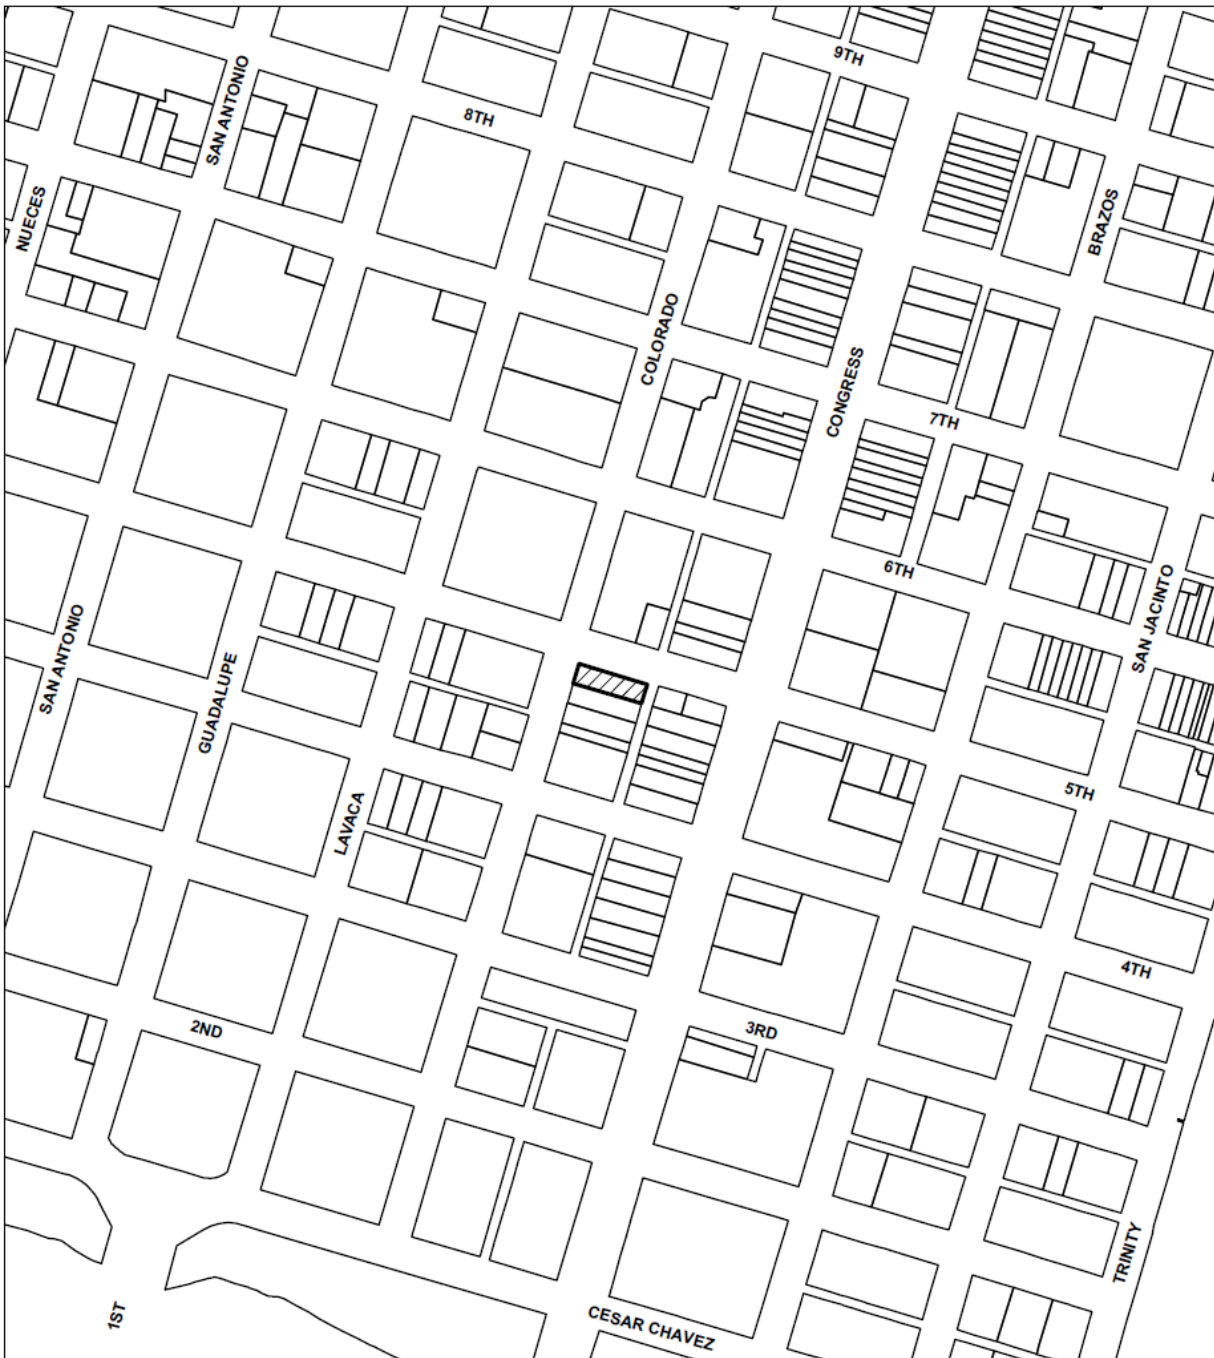 9TH
SAN ANTONIO
8TH
NUECES
BRAZOS
COLORADO
CONGRESS
7TH
6TH
SAN JACINTO
SAN ANTONIO
GUADALUPE
5TH
LAVACA
4TH
2ND
3RD
TRINITY
1ST
CESAR CHAVEZ